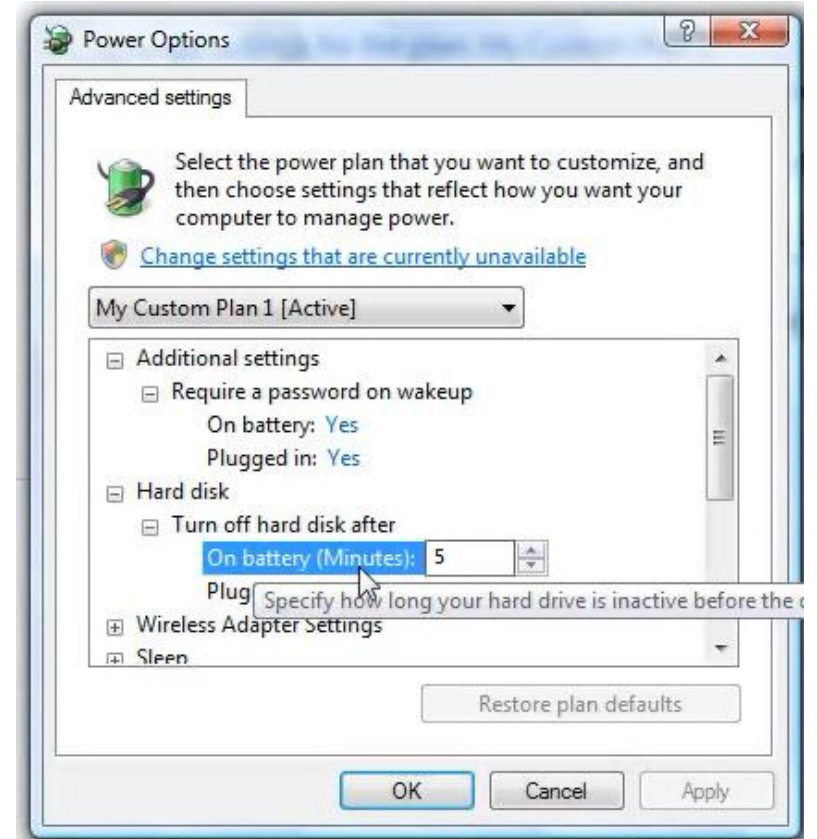 Power Options
Advanced settings
Select the power plan that you want to customize, and
then choose settings that reflect how you want your
computer to manage power.
Change settings that are currently unavailable
My Custom Plan 1 [Active]
Additional settings
Require a password on wakeup
On battery: Yes
Plugged in: Yes
Hard disk
Turn off hard disk after
On battery (Minutes): 5
Plug
Specify how long your hard drive is inactive before the
Wireless Adapter Settings
Sleep
Restore plan defaults
OK Cancel Apply